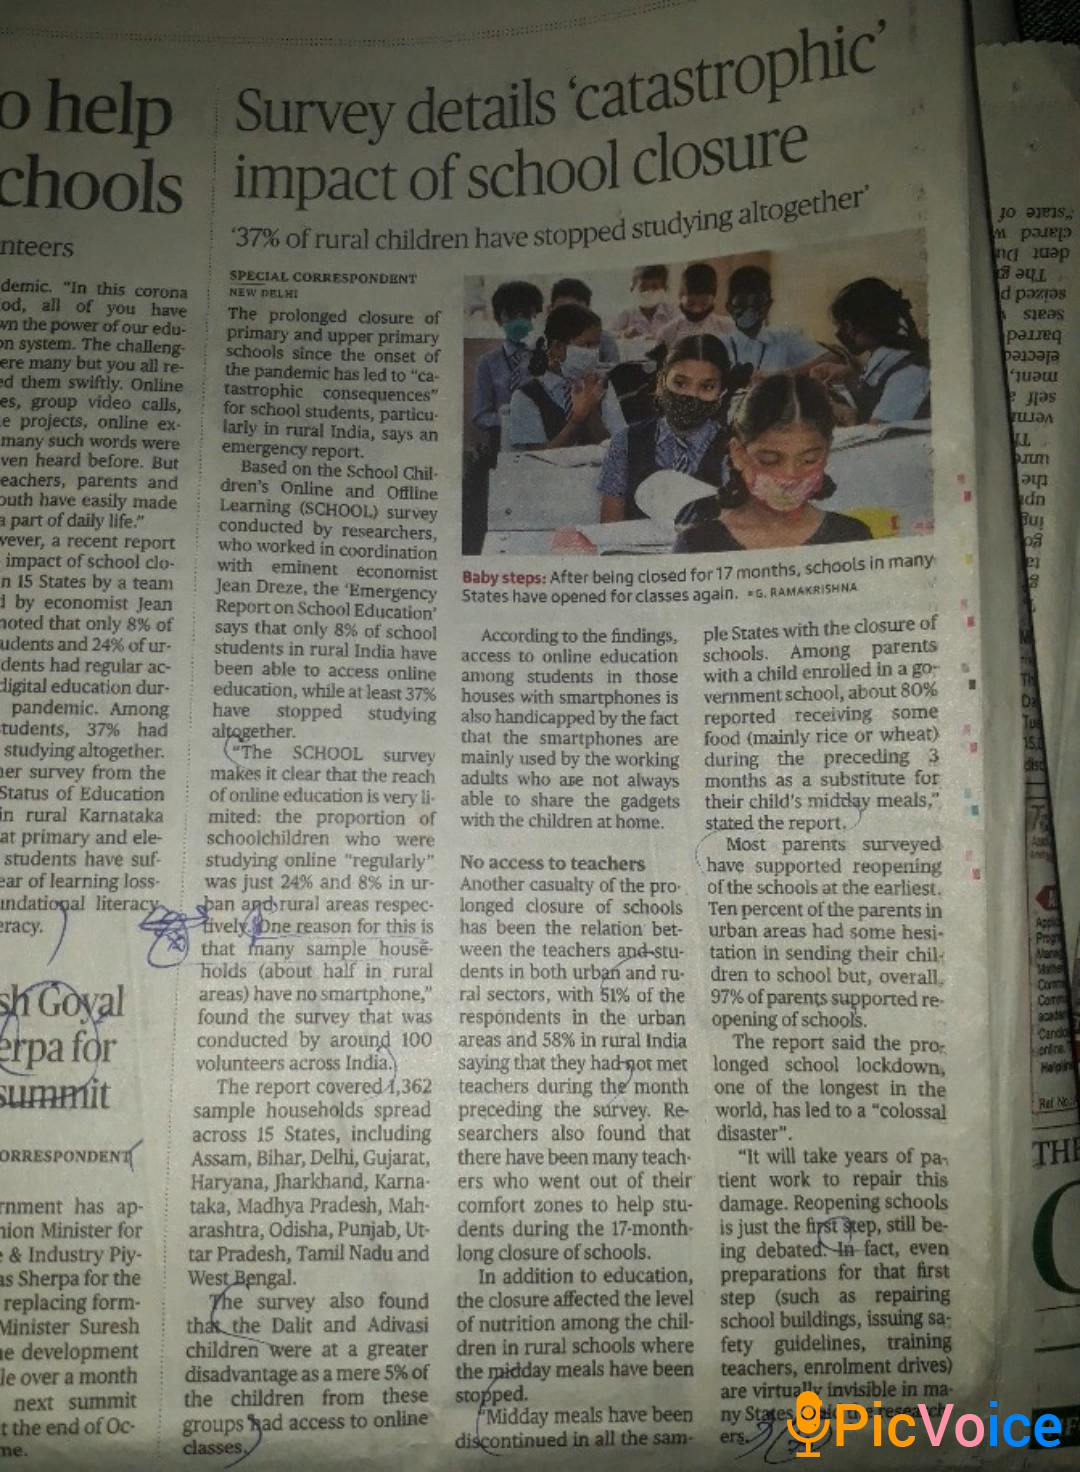 o help
chools
nteers
demic. "In this corona
od, all of you have
wn the power of our edu-
on system. The challeng-
ere many but you all re-
ed them swiftly. Online
es, group video calls,
e projects, online ex-
many such words were
ven heard before. But
eachers, parents and
outh have easily made
a part of daily life."
vever, a recent report
impact of school clo-
n 15 States by a team
d by economist Jean
noted that only 8% of
udents and 24% of ur-
dents had regular ac-
digital education dur-
pandemic. Among
tudents, 37% had
studying altogether.
her survey from the
Status of Education
in rural Karnataka
at primary and ele-
students have suf-
ear of learning loss-
undational literacy
eracy.
sh Goyal
erpa for
summit
ORRESPONDENT
rnment has ap-
nion Minister for
e & Industry Piy-
as Sherpa for the
replacing form-
Minister Suresh
he development
le over a month
next summit
t the end of Oc-
me.
Survey details 'catastrophic'
impact of school closure
'37% of rural children have stopped studying altogether'
SPECIAL CORRESPONDENT
NEW DELHI
The prolonged closure of
primary and upper primary
schools since the onset of
the pandemic has led to "ca-
tastrophic consequences"
for school students, particu-
larly in rural India, says an
emergency report.
Based on the School Chil-
dren's Online and Offline
Learning (SCHOOL) survey
conducted by researchers,
who worked in coordination
with eminent economist
Jean Dreze, the 'Emergency
Report on School Education'
says that only 8% of school
students in rural India have
been able to access online
education, while at least 37%
have stopped studying
altogether.
"The SCHOOL survey
makes it clear that the reach
of online education is very li-
mited: the proportion of
schoolchildren who were
studying online "regularly"
was just 24% and 8% in ur-
ban and rural areas respec-
tively. One reason for this is
that many sample house-
holds (about half in rural
areas) have no smartphone,"
found the survey that was
conducted by around 100
volunteers across India.
The report covered 1,362
sample households spread
across 15 States, including
Assam, Bihar, Delhi, Gujarat,
Haryana, Jharkhand, Karna-
taka, Madhya Pradesh, Mah-
arashtra, Odisha, Punjab, Ut-
tar Pradesh, Tamil Nadu and
West Bengal.
The survey also found
that the Dalit and Adivasi
children were at a greater
disadvantage as a mere 5% of
the children from these
groups had access to online
classes.
Baby steps: After being closed for 17 months, schools in many
States have opened for classes again. G. RAMAKRISHNA
According to the findings,
access to online education
among students in those
houses with smartphones is
also handicapped by the fact
that the smartphones are
mainly used by the working
adults who are not always
able to share the gadgets
with the children at home.
No access to teachers
Another casualty of the pro-
longed closure of schools
has been the relation bet-
ween the teachers and stu-
dents in both urban and ru-
ral sectors, with 51% of the
respondents in the urban
areas and 58% in rural India
saying that they had not met
teachers during the month
preceding the survey. Re-
searchers also found that
there have been many teach-
ers who went out of their
comfort zones to help stu-
dents during the 17-month-
long closure of schools.
In addition to education,
the closure affected the level
of nutrition among the chil-
dren in rural schools where
the midday meals have been
stopped.
"Midday meals have been
discontinued in all the sam-
ple States with the closure of
schools. Among parents
with a child enrolled in a go-
vernment school, about 80%
reported receiving some
food (mainly rice or wheat)
during the preceding 3
months as a substitute for
their child's midday meals,"
stated the report.
Most parents surveyed
have supported reopening
of the schools at the earliest.
Ten percent of the parents in
urban areas had some hesi-
tation in sending their chil-
dren to school but, overall,
97% of parents supported re-
opening of schools.
The report said the pro-
longed school lockdown,
one of the longest in the
world, has led to a "colossal
disaster".
"It will take years of pa-
tient work to repair this
damage. Reopening schools
is just the first step, still be-
ing debated. In fact, even
preparations for that first
step (such as repairing
school buildings, issuing sa-
fety guidelines, training
teachers, enrolment drives)
are virtually invisible in ma-
ny States
ers.
"state of
clared w
dent Du
The g
seized p
seats
barred
electe
ment,
self a
verm
THE
PicVoice